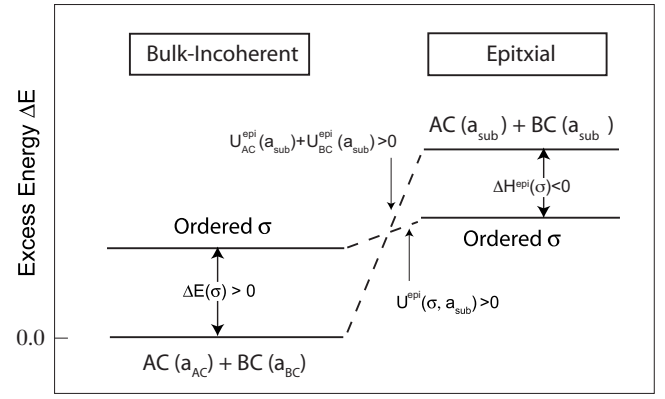 Bulk-Incoherent
Epitxial
Excess Energy ΔE
U^epi_AC(a_sub)+U^epi_BC(a_sub)>0
AC(a_sub) + BC(a_sub)
ΔH^epi(σ)<0
Ordered σ
Ordered σ
ΔE(σ) > 0
U^epi(σ, a_sub)>0
0.0
AC (a_AC) + BC (a_BC)